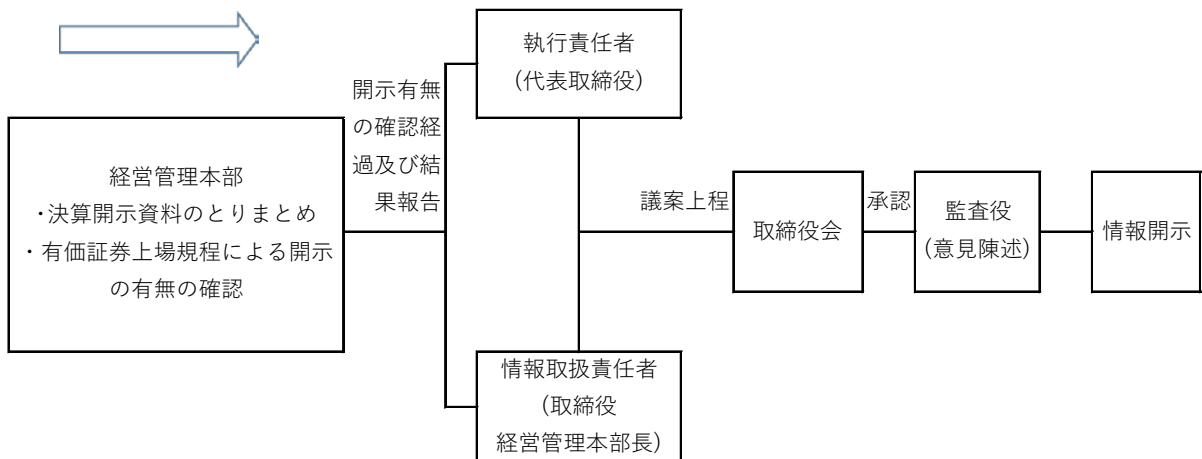 経営管理本部
・決算開示資料のとりまとめ
・有価証券上場規程による開示
の有無の確認
開示有無
の確認経
過及び結
果報告
執行責任者
(代表取締役)
情報取扱責任者
(取締役
経営管理本部長)
議案上程
取締役会
承認
監査役
(意見陳述)
情報開示